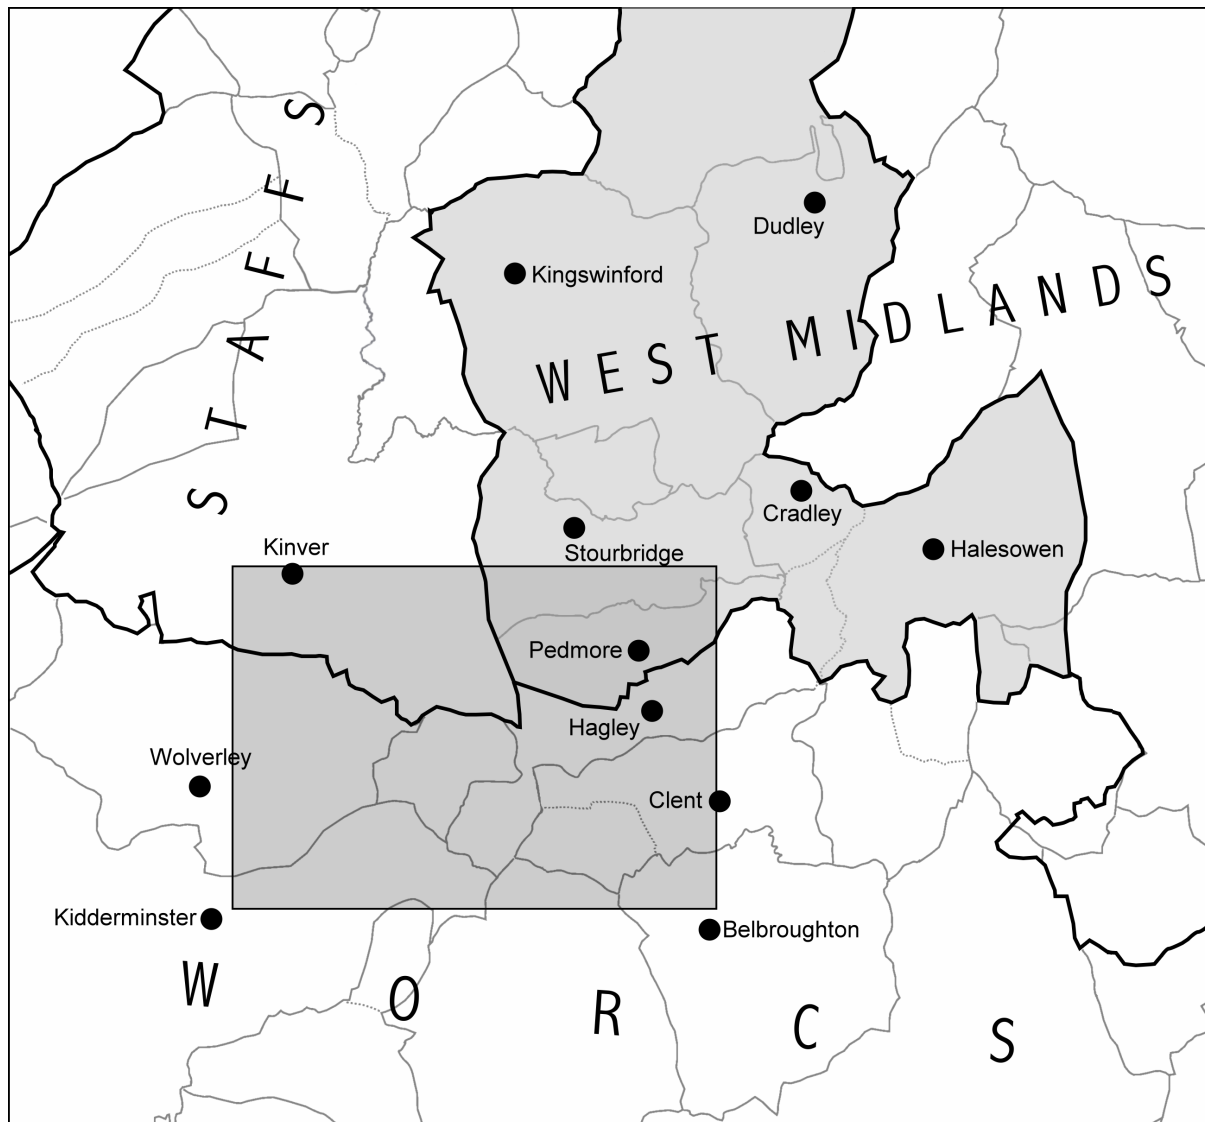 STAFFS
Dudley
Kingswinford
WEST MIDLANDS
Cradley
Stourbridge
Halesowen
Kinver
Pedmore
Hagley
Wolverley
Clent
Kidderminster
Belbroughton
WORCS